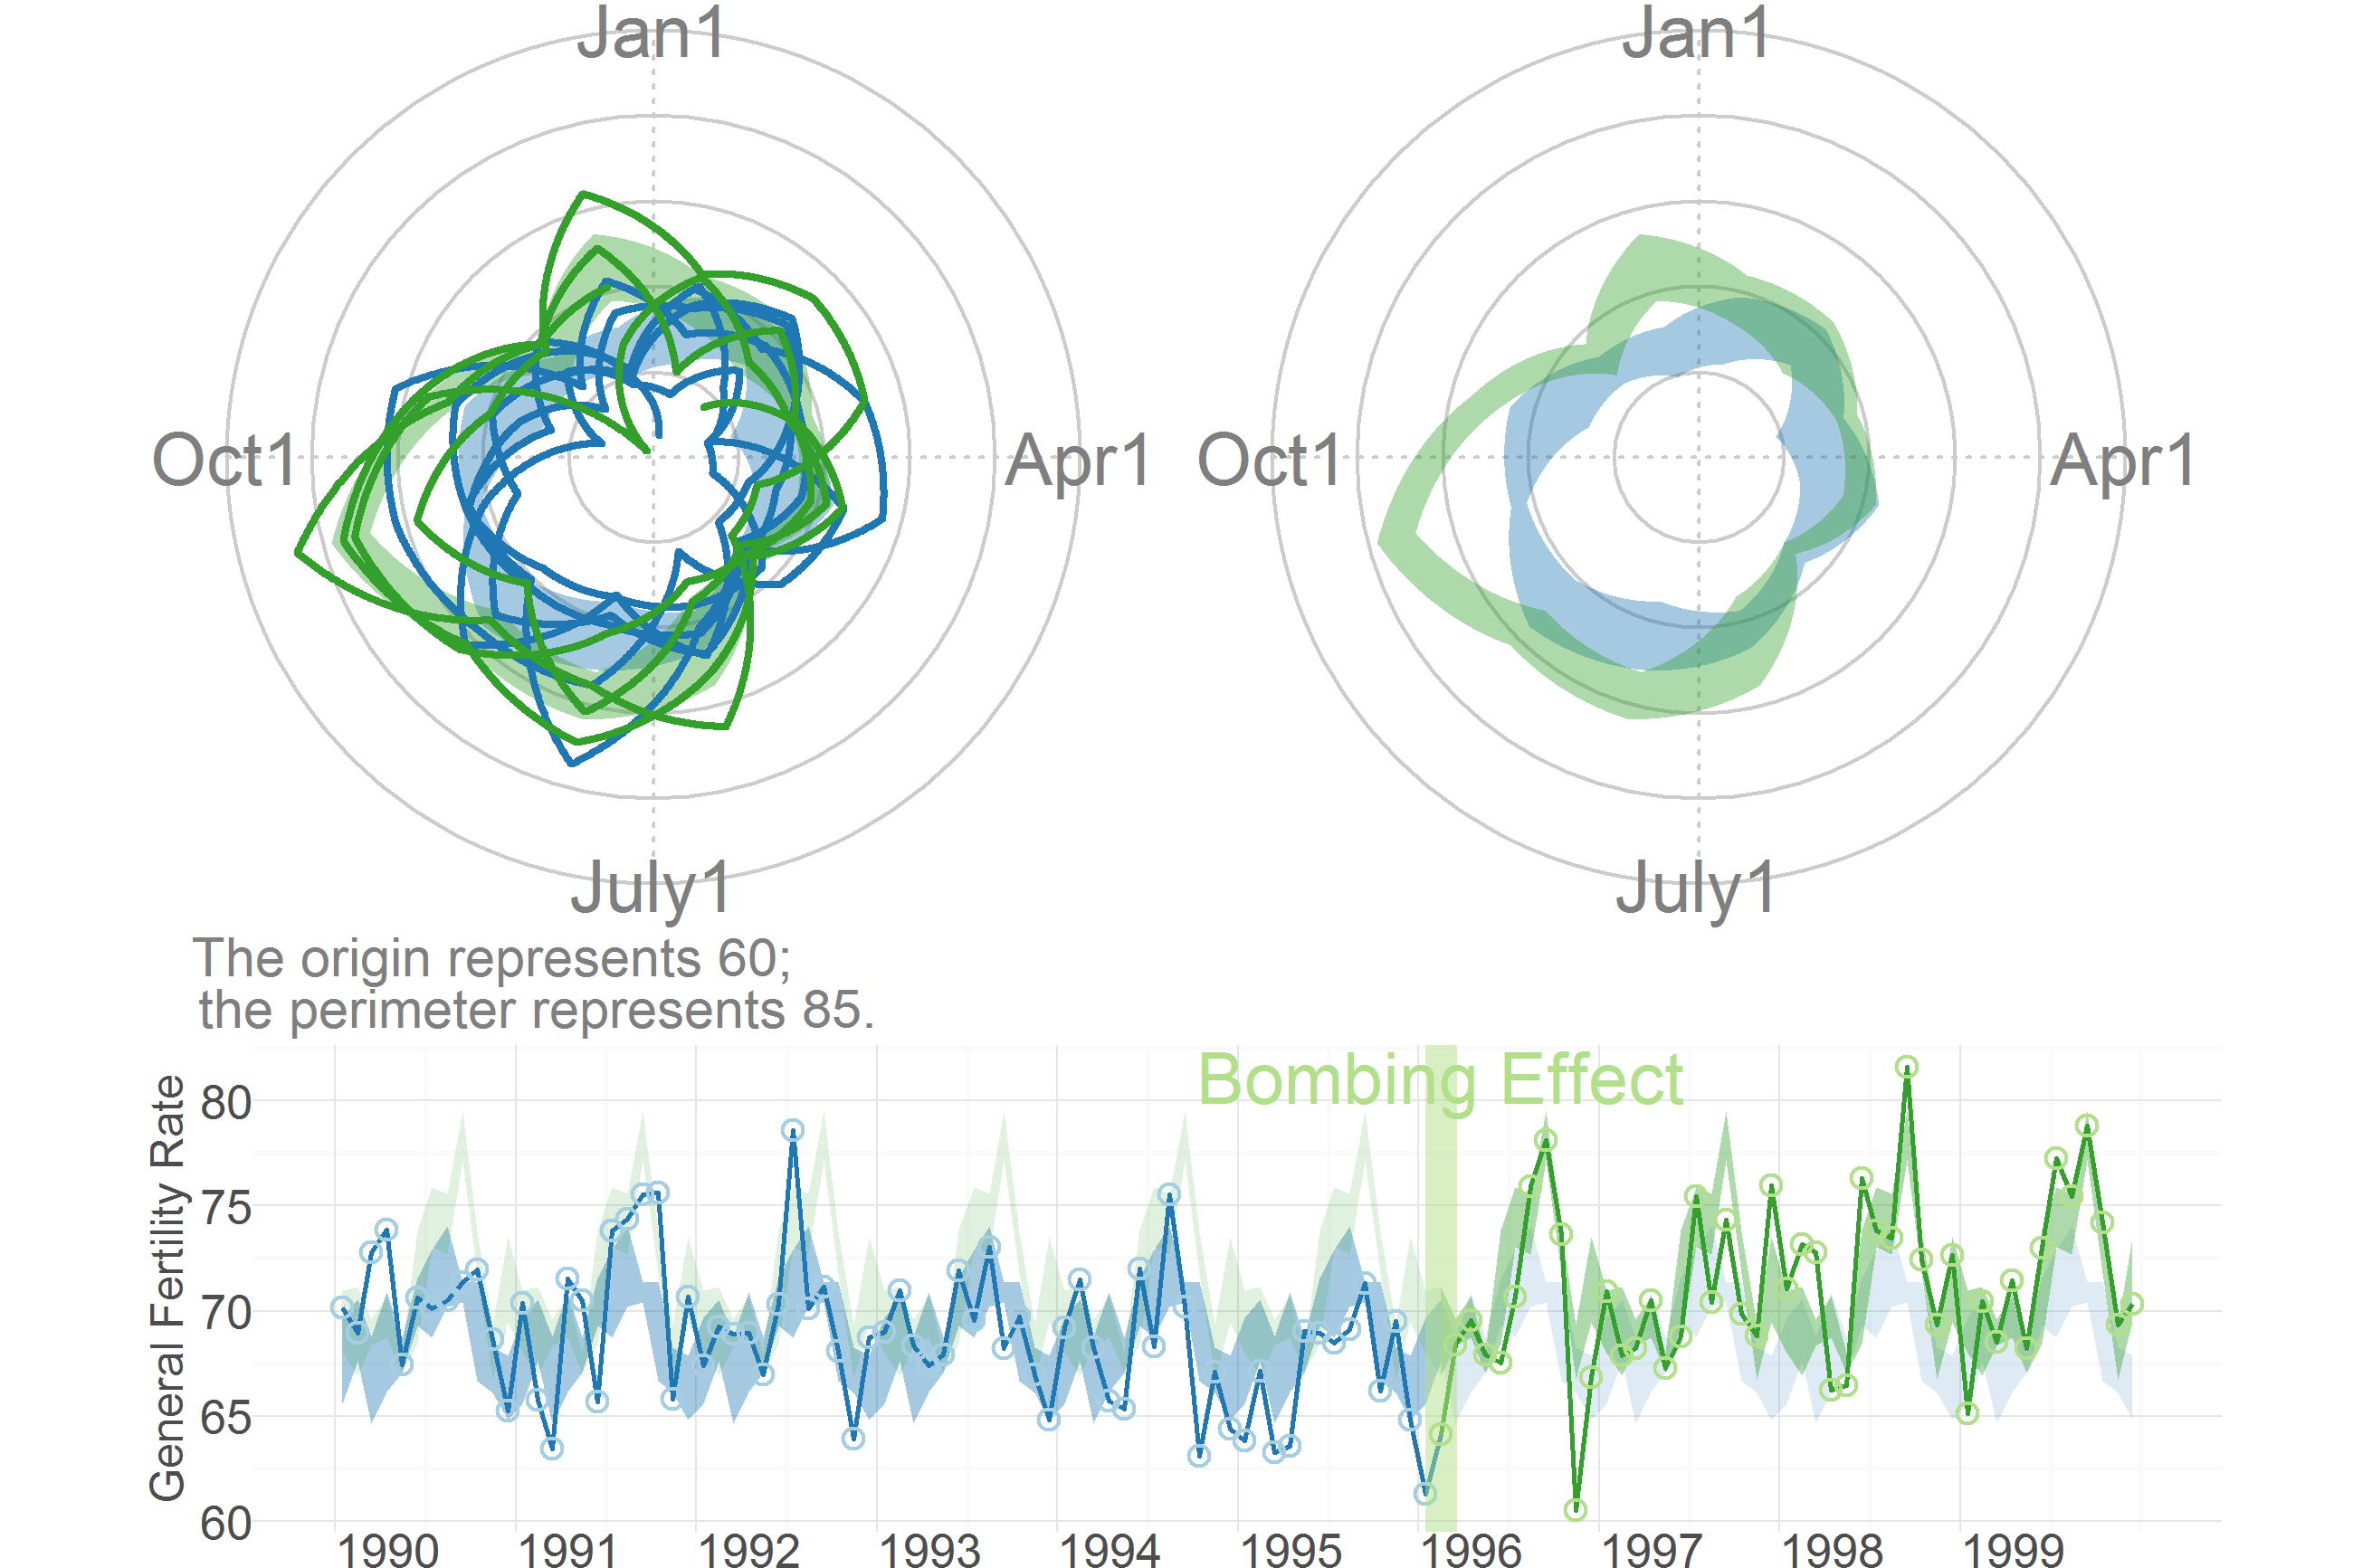 Jan1
Jan1
Oct1
Apr1
Oct1
Apr1
July1
July1
The origin represents 60;
the perimeter represents 85.
Bombing Effect
General Fertility Rate
80
75
70
65
60
1990 1991 1992 1993 1994 1995 1996 1997 1998 1999